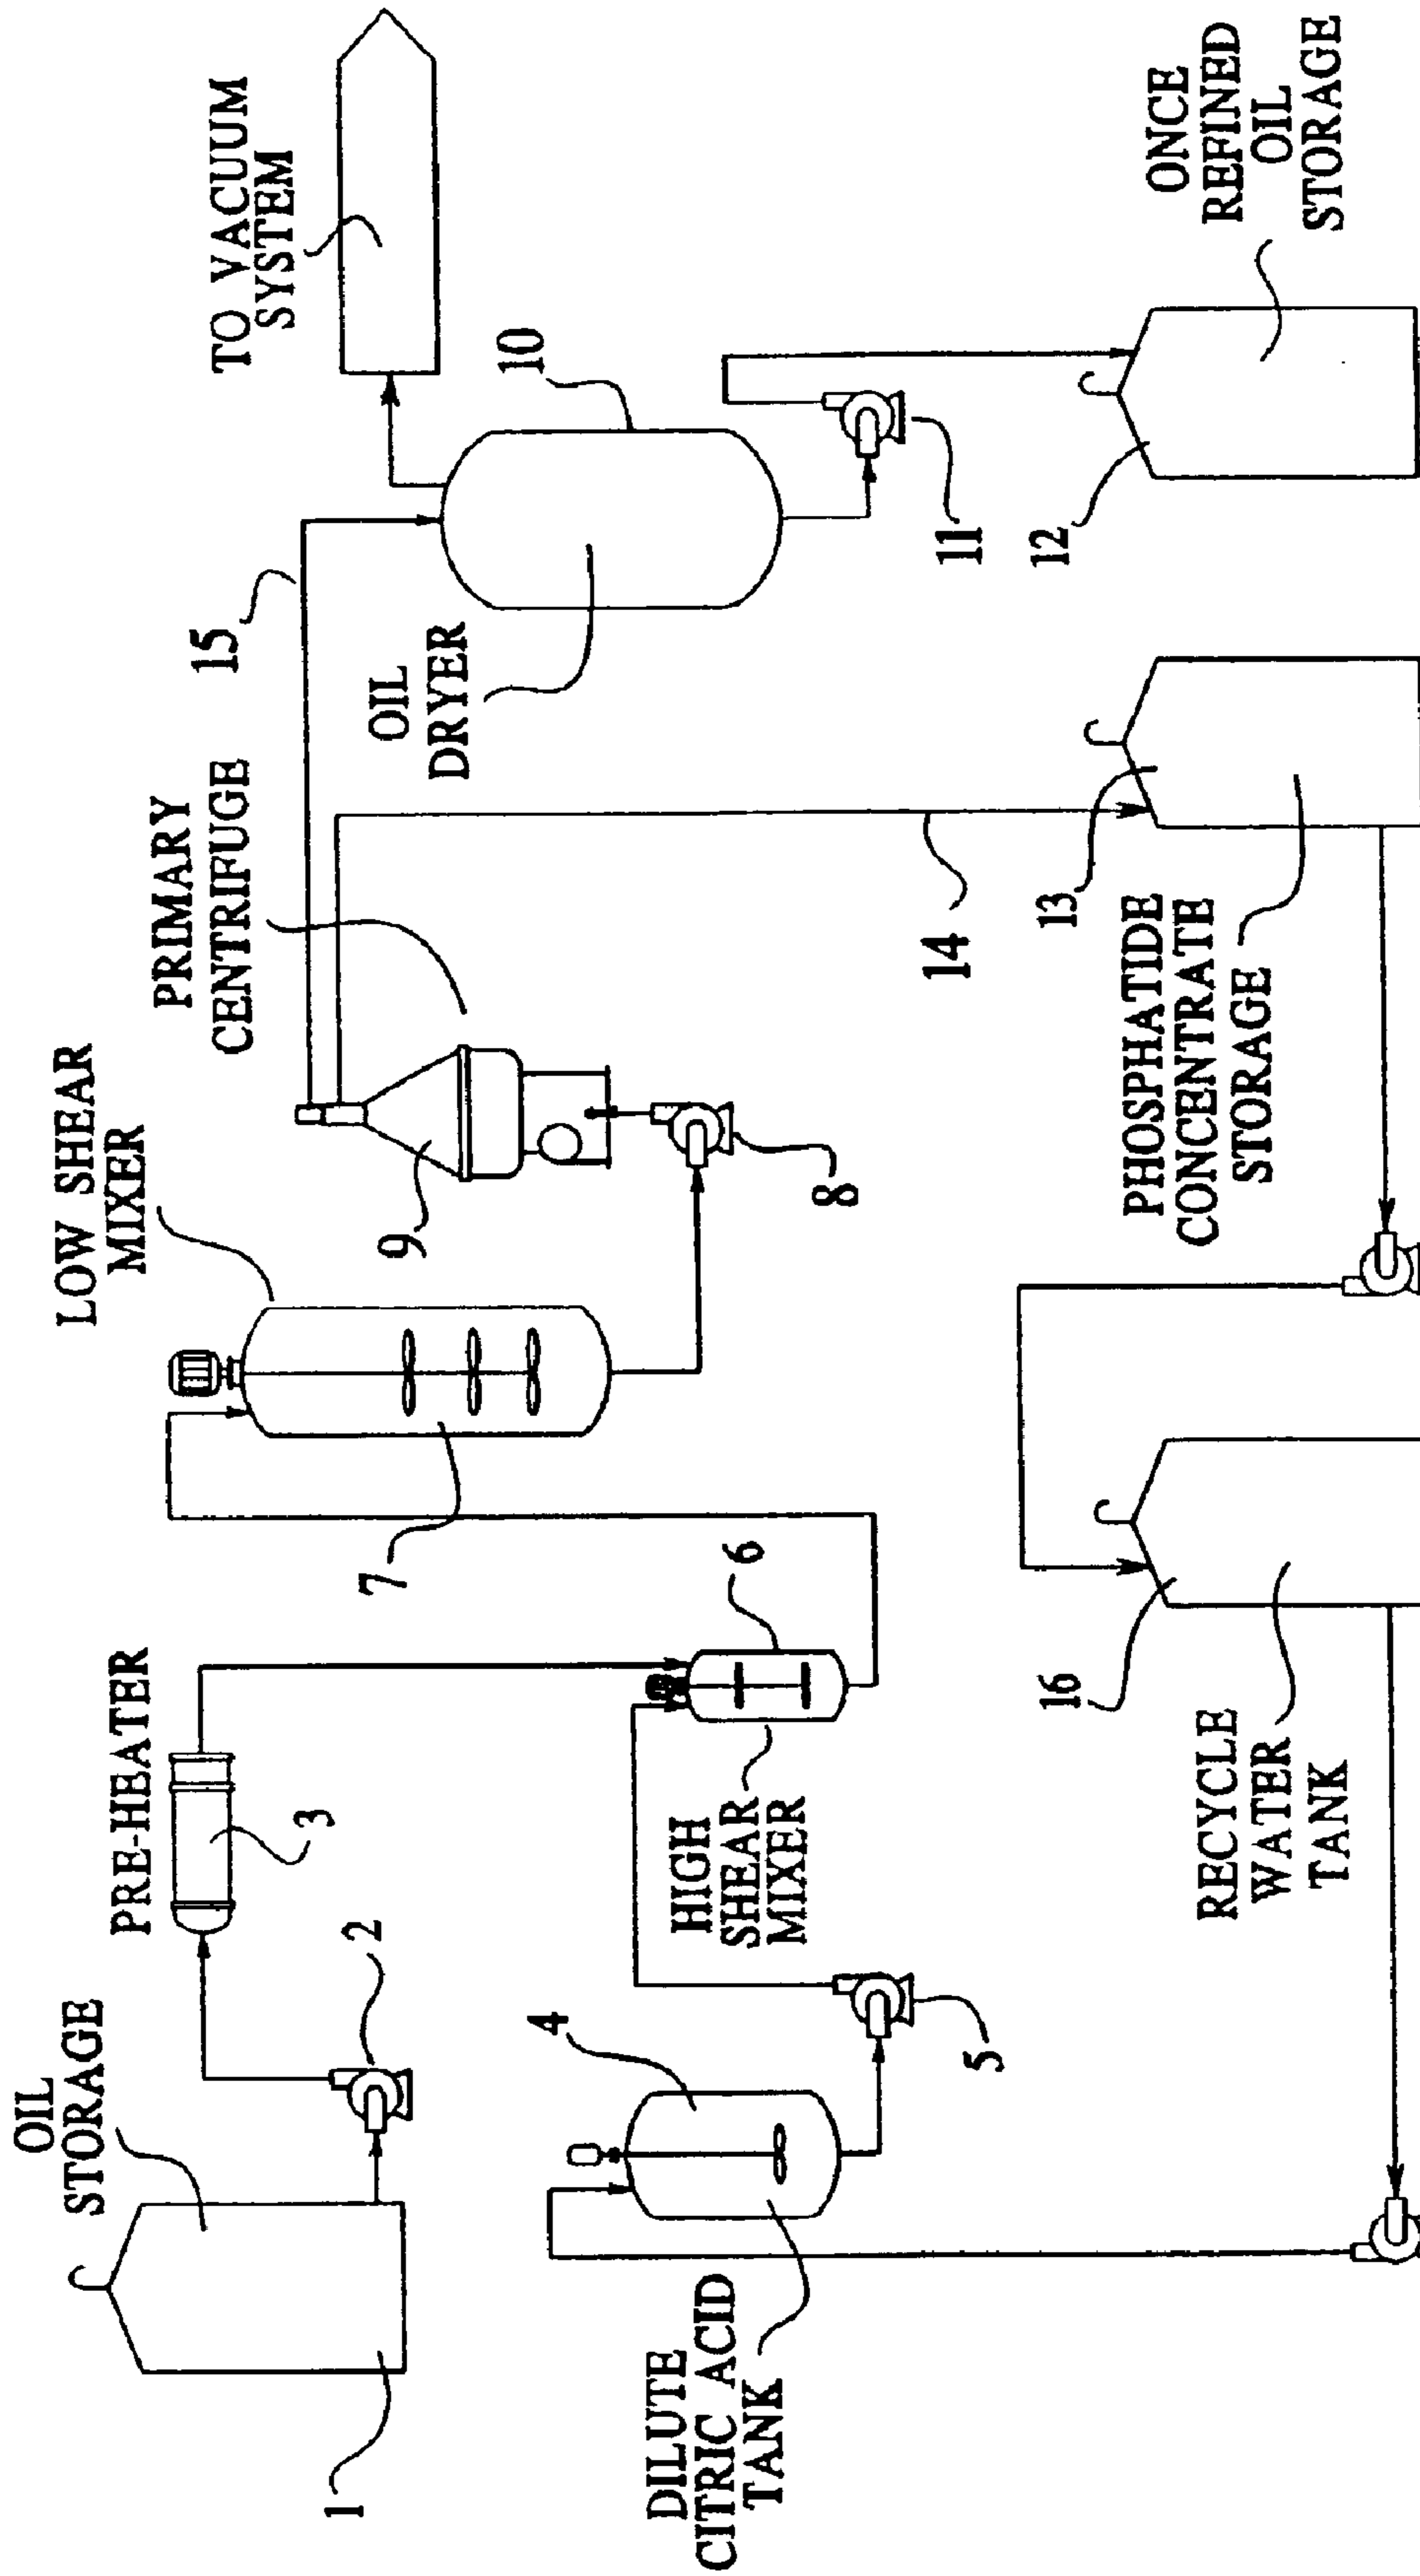 OIL
STORAGE
1
2
PRE-HEATER
3
LOW SHEAR
MIXER
7
PRIMARY
CENTRIFUGE
9
8
15
TO VACUUM
SYSTEM
OIL
DRYER
10
11
DILUTE
CITRIC ACID
TANK
4
5
HIGH
SHEAR
MIXER
6
14
ONCE
REFINED
OIL
STORAGE
12
RECYCLE
WATER
TANK
16
PHOSPHATIDE
CONCENTRATE
STORAGE
13